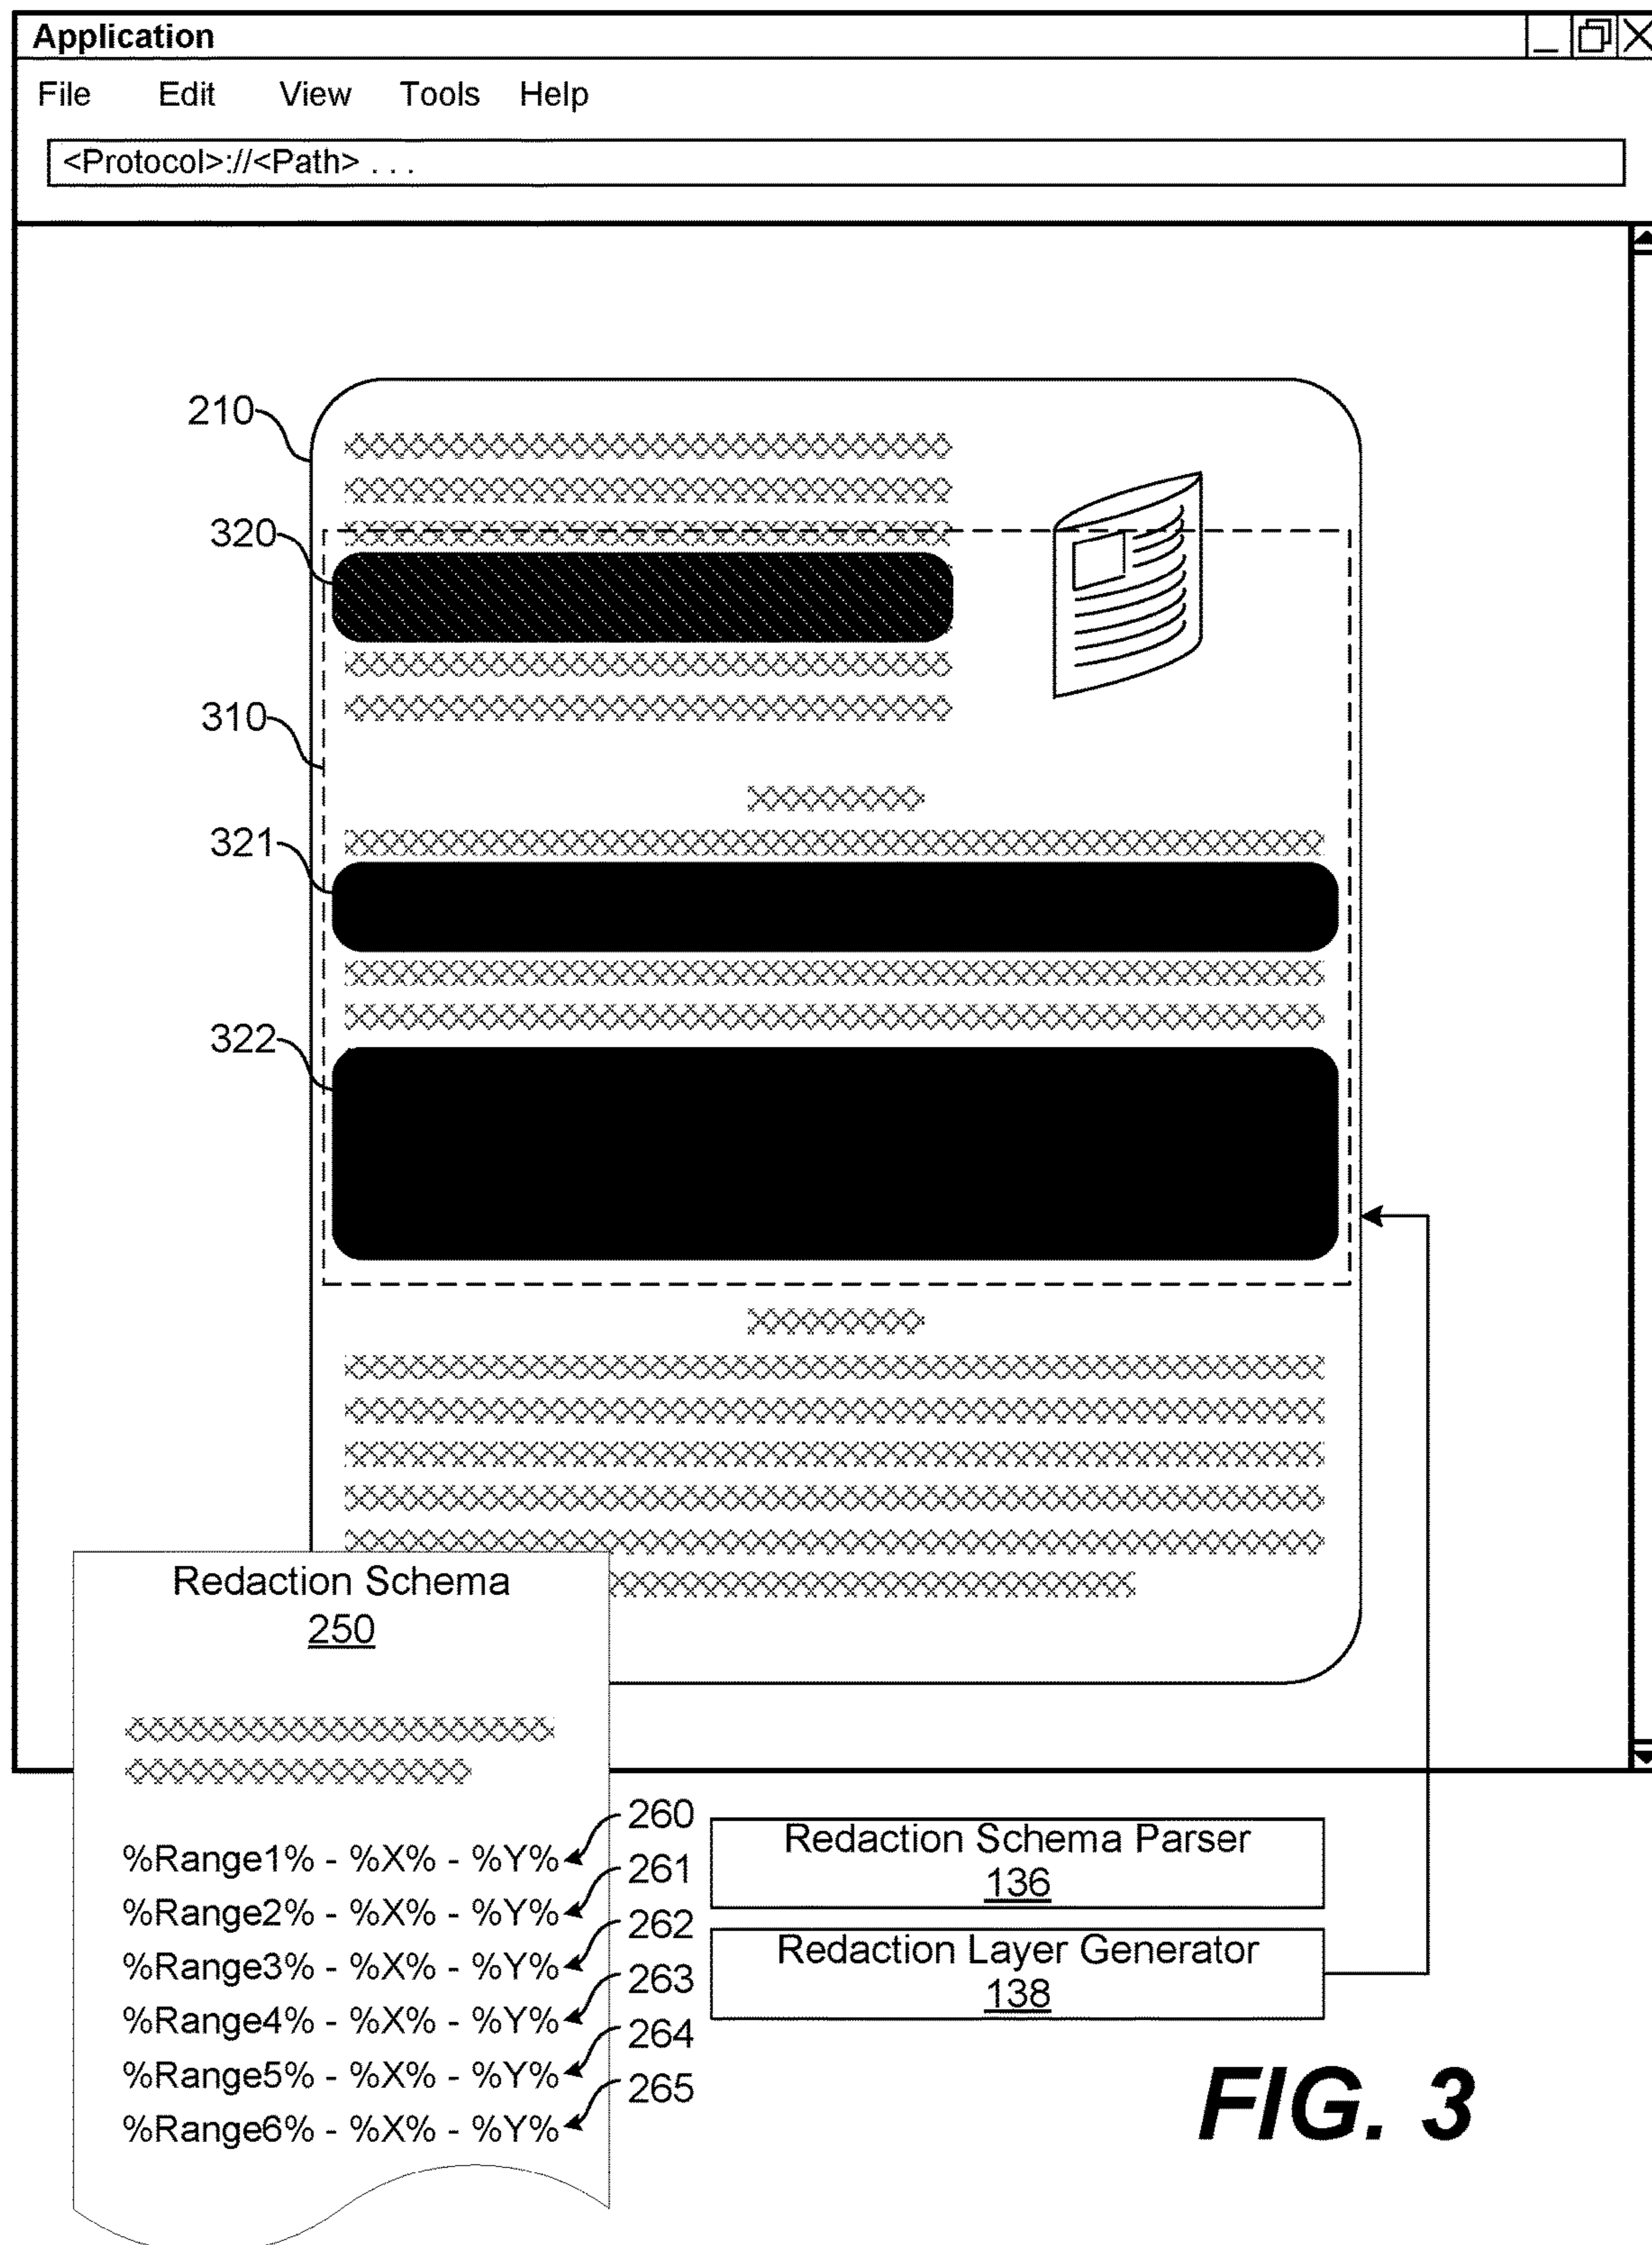 Application
File Edit View Tools Help
<Protocol>://<Path> . . .
210
320
310
321
322
Redaction Schema
250
%Range1% - %X% - %Y%
%Range2% - %X% - %Y%
%Range3% - %X% - %Y%
%Range4% - %X% - %Y%
%Range5% - %X% - %Y%
%Range6% - %X% - %Y%
260
261
262
263
264
265
Redaction Schema Parser
136
Redaction Layer Generator
138
FIG. 3